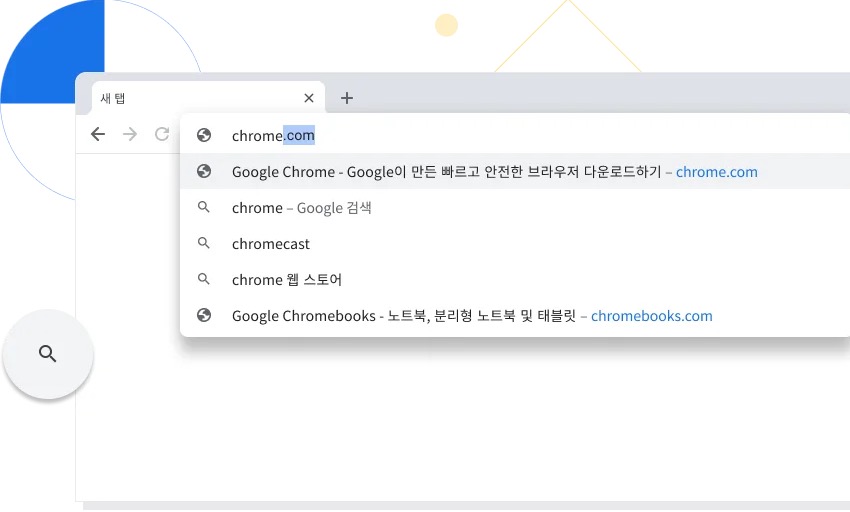 새 탭
chrome.com
Google Chrome - Google이 만든 빠르고 안전한 브라우저 다운로드하기 – chrome.com
chrome – Google 검색
chromecast
chrome 웹 스토어
Google Chromebooks - 노트북, 분리형 노트북 및 태블릿 – chromebooks.com